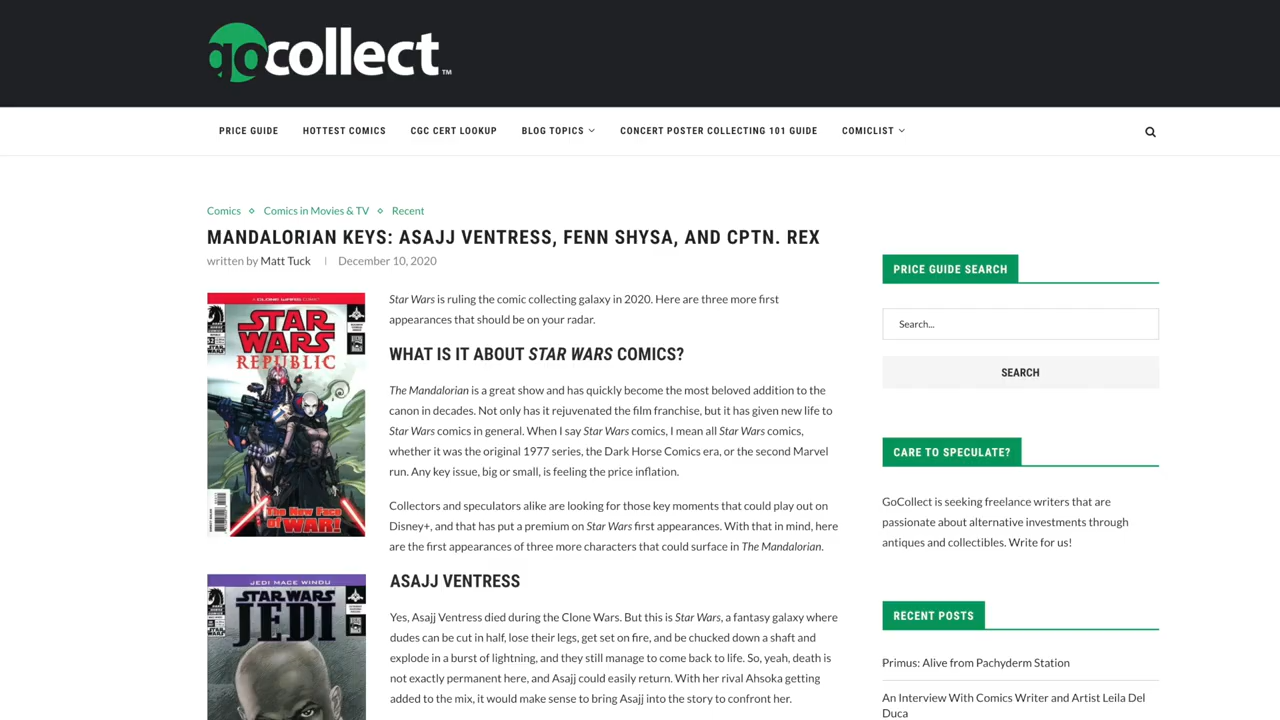 gocollect™
PRICE GUIDE
HOTTEST COMICS
CGC CERT LOOKUP
BLOG TOPICS
CONCERT POSTER COLLECTING 101 GUIDE
COMICLIST
Comics ⋄ Comics in Movies & TV ⋄ Recent
MANDALORIAN KEYS: ASAJJ VENTRESS, FENN SHYSA, AND CPTN. REX
written by Matt Tuck | December 10, 2020
STAR
WARS
REPUBLIC
The New Face
of WAR!
Star Wars is ruling the comic collecting galaxy in 2020. Here are three more first
appearances that should be on your radar.
WHAT IS IT ABOUT STAR WARS COMICS?
The Mandalorian is a great show and has quickly become the most beloved addition to the
canon in decades. Not only has it rejuvenated the film franchise, but it has given new life to
Star Wars comics in general. When I say Star Wars comics, I mean all Star Wars comics,
whether it was the original 1977 series, the Dark Horse Comics era, or the second Marvel
run. Any key issue, big or small, is feeling the price inflation.
Collectors and speculators alike are looking for those key moments that could play out on
Disney+, and that has put a premium on Star Wars first appearances. With that in mind, here
are the first appearances of three more characters that could surface in The Mandalorian.
JEDI MACE WINDU
STAR WARS
JEDI
ASAJJ VENTRESS
Yes, Asajj Ventress died during the Clone Wars. But this is Star Wars, a fantasy galaxy where
dudes can be cut in half, lose their legs, get set on fire, and be chucked down a shaft and
explode in a burst of lightning, and they still manage to come back to life. So, yeah, death is
not exactly permanent here, and Asajj could easily return. With her rival Ahsoka getting
added to the mix, it would make sense to bring Asajj into the story to confront her.
PRICE GUIDE SEARCH
Search...
SEARCH
CARE TO SPECULATE?
GoCollect is seeking freelance writers that are
passionate about alternative investments through
antiques and collectibles. Write for us!
RECENT POSTS
Primus: Alive from Pachyderm Station
An Interview With Comics Writer and Artist Leila Del
Duca